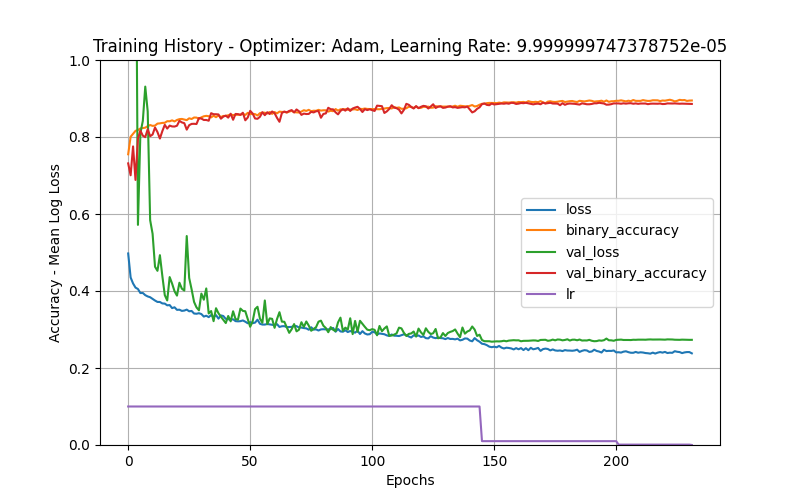 Training History - Optimizer: Adam, Learning Rate: 9.999999747378752e-05
1.0
0.8
0.6
0.4
0.2
0.0
Accuracy - Mean Log Loss
loss
binary_accuracy
val_loss
val_binary_accuracy
lr
0 50 100 150 200
Epochs